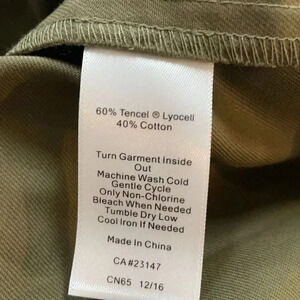 60% Tencel ® Lyocell
40% Cotton
Turn Garment Inside
Out
Machine Wash Cold
Gentle Cycle
Only Non-Chlorine
Bleach When Needed
Tumble Dry Low
Cool Iron If Needed
Made In China
CA#23147
CN65 12/16